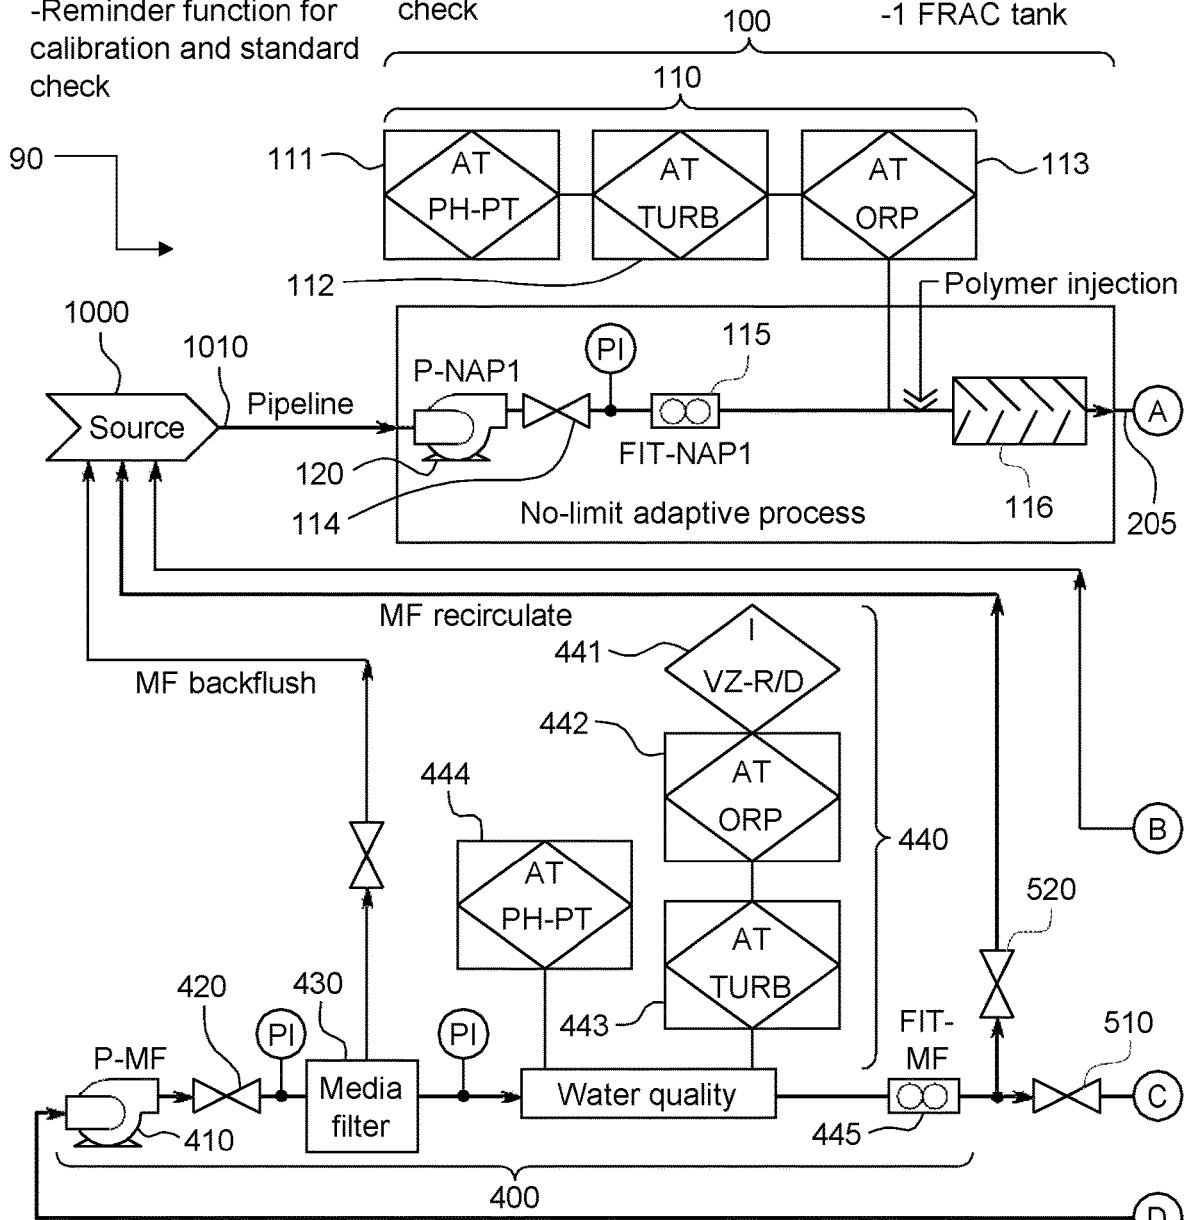 -Reminder function for
calibration and standard
check
check
-1 FRAC tank
100
110
90
111
AT
PH-PT
AT
TURB
AT
ORP
113
112
Polymer injection
1000
1010
Source
Pipeline
P-NAP1
PI
115
FIT-NAP1
120
114
No-limit adaptive process
116
A
205
MF recirculate
MF backflush
441
I
VZ-R/D
442
AT
ORP
440
B
444
AT
PH-PT
AT
TURB
443
520
420
430
PI
PI
FIT-
MF
510
P-MF
Media
filter
Water quality
C
410
445
400
D